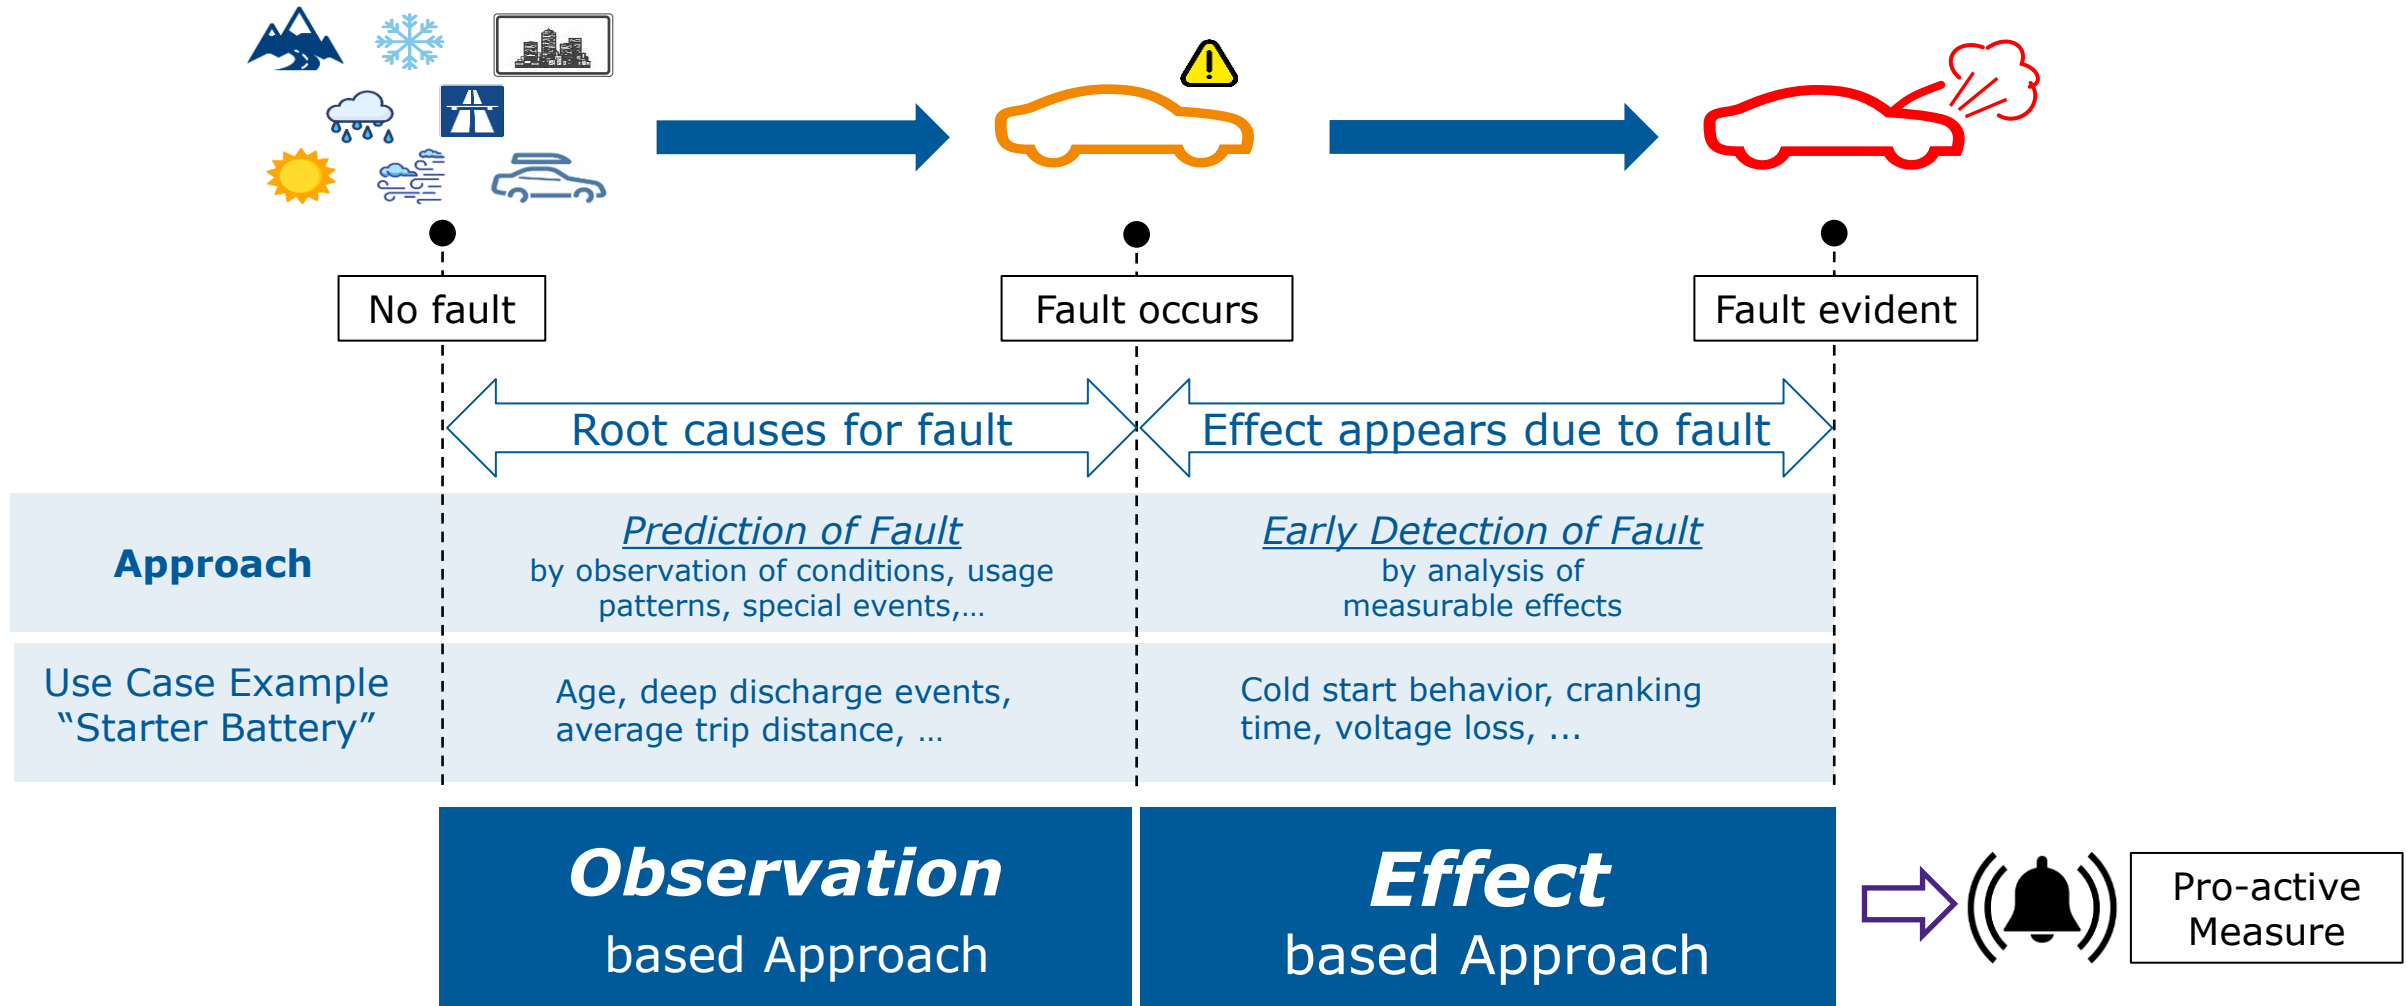 No fault
Fault occurs
Fault evident
Root causes for fault
Effect appears due to fault
Approach
Prediction of Fault
by observation of conditions, usage
patterns, special events,…
Early Detection of Fault
by analysis of
measurable effects
Use Case Example
“Starter Battery”
Age, deep discharge events,
average trip distance, …
Cold start behavior, cranking
time, voltage loss, …
Observation
based Approach
Effect
based Approach
Pro-active
Measure